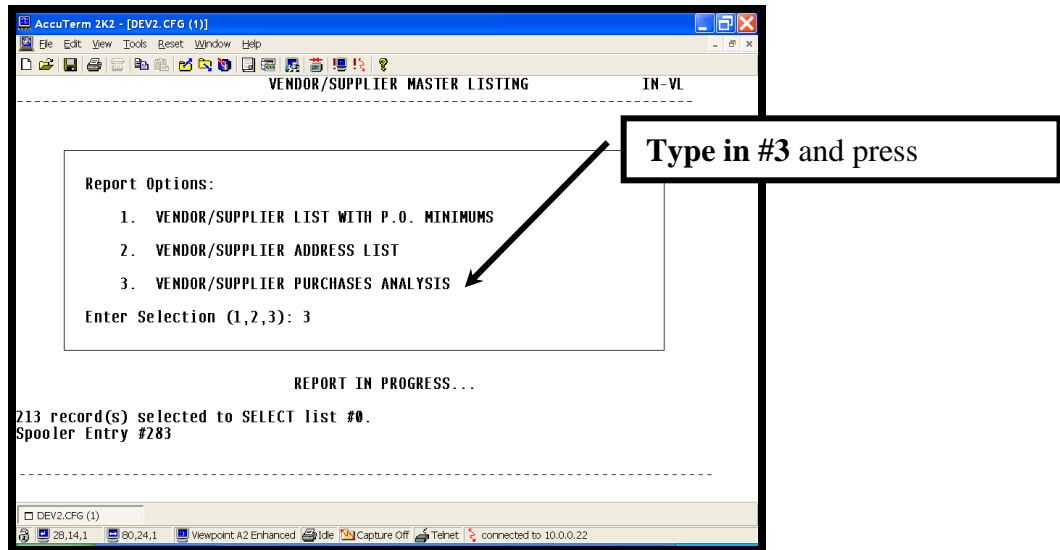 AccuTerm 2K2 - [DEV2.CFG (1)]
File Edit View Tools Reset Window Help
VENDOR/SUPPLIER MASTER LISTING IN-VL
Type in #3 and press
Report Options:
1. VENDOR/SUPPLIER LIST WITH P.O. MINIMUMS
2. VENDOR/SUPPLIER ADDRESS LIST
3. VENDOR/SUPPLIER PURCHASES ANALYSIS
Enter Selection (1,2,3): 3
REPORT IN PROGRESS...
213 record(s) selected to SELECT list #0.
Spooler Entry #283
DEV2.CFG (1)
28,14,1 80,24,1 Viewpoint A2 Enhanced Idle Capture Off Telnet connected to 10.0.0.22